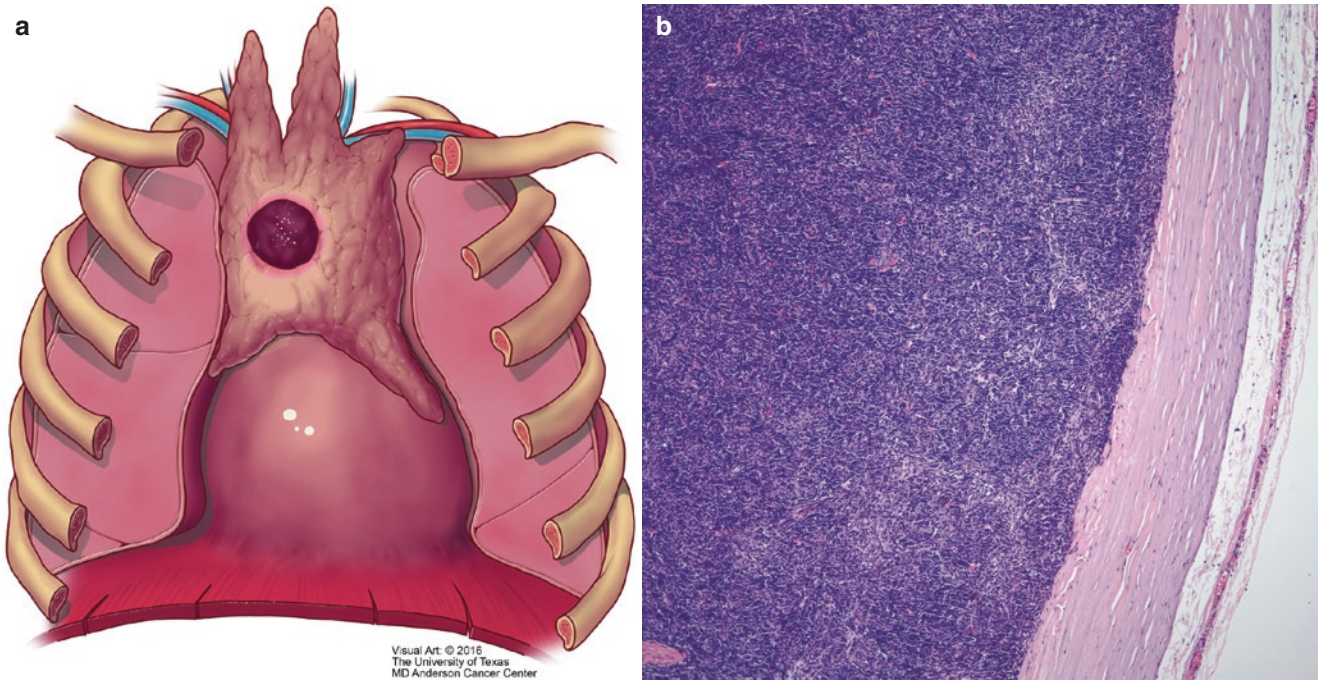 a
b
Visual Art: © 2016
The University of Texas
MD Anderson Cancer Center